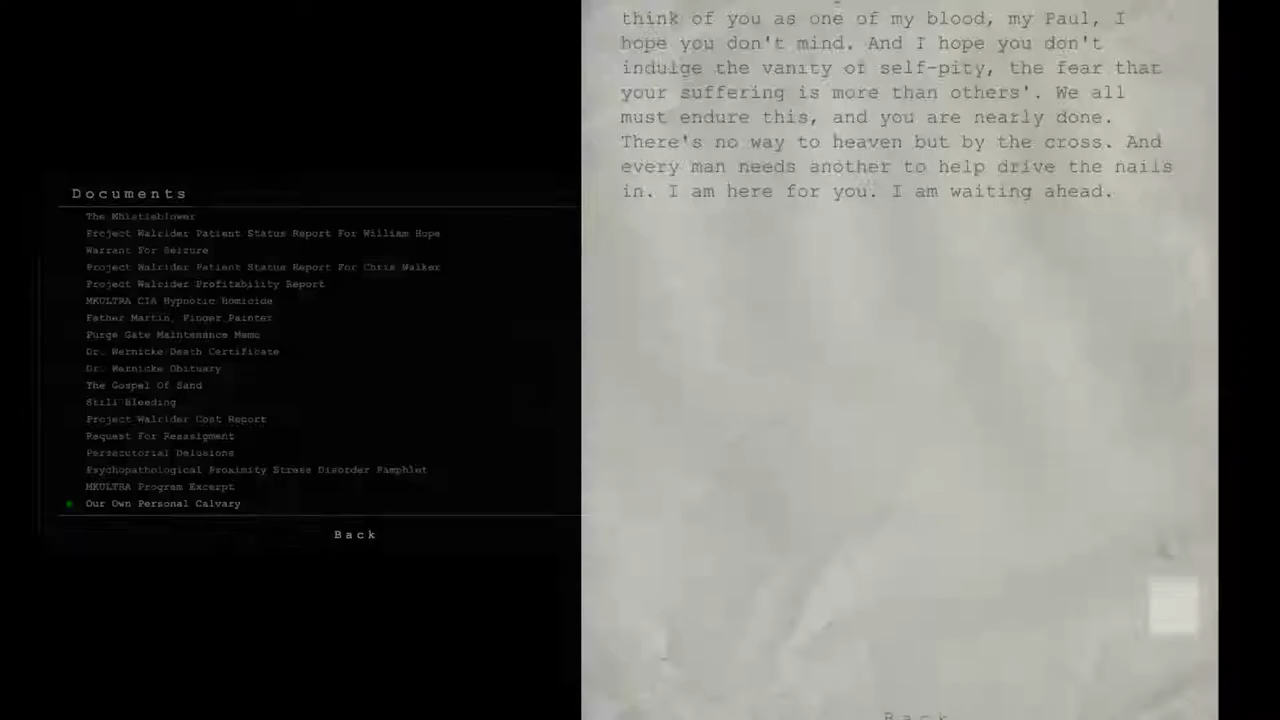 Documents
The Whistleblower
Project Walrider Patient Status Report For William Hope
Warrant For Seizure
Project Walrider Patient Status Report For Chris Walker
Project Walrider Profitability Report
MKULTRA CIA Hypnotic Homicide
Father Martin, Finger Painter
Purge Gate Maintenance Memo
Dr. Wernicke Death Certificate
Dr. Wernicke Obituary
The Gospel Of Sand
Still Bleeding
Project Walrider Cost Report
Request For Reassigment
Persecutorial Delusions
Psychopathological Proximity Stress Disorder Pamphlet
MKULTRA Program Excerpt
Our Own Personal Calvary
Back
think of you as one of my blood, my Paul, I
hope you don't mind. And I hope you don't
indulge the vanity of self-pity, the fear that
your suffering is more than others'. We all
must endure this, and you are nearly done.
There's no way to heaven but by the cross. And
every man needs another to help drive the nails
in. I am here for you. I am waiting ahead.
Back